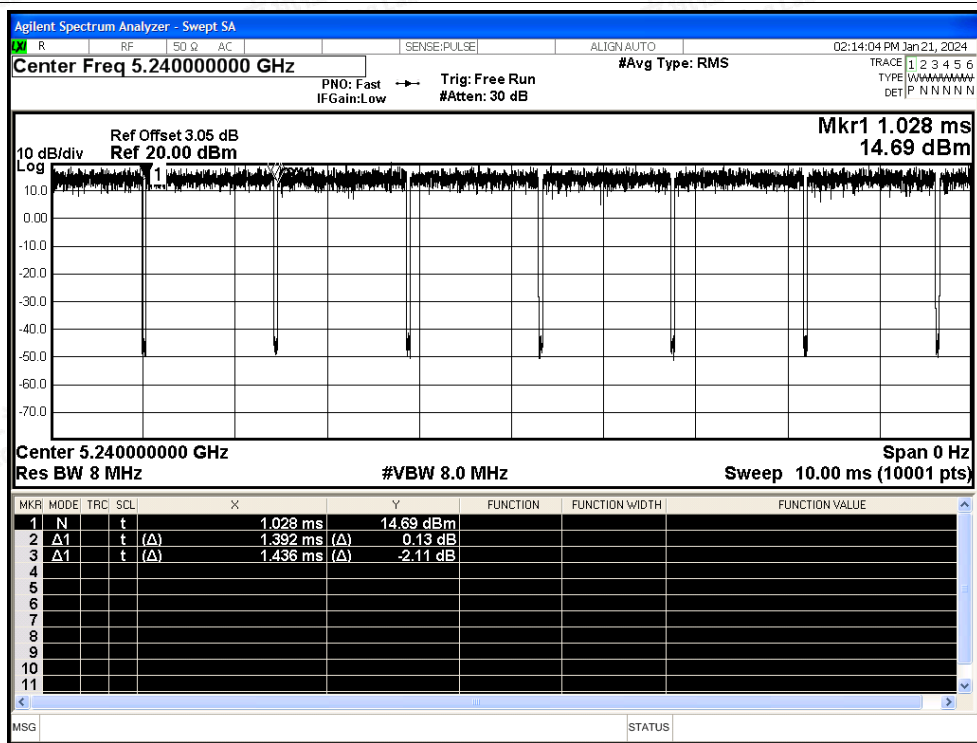 Agilent Spectrum Analyzer - Swept SA
LXI R RF 50 Ω AC SENSE:PULSE ALIGN AUTO 02:14:04 PM Jan 21, 2024
Center Freq 5.240000000 GHz #Avg Type: RMS TRACE 1 2 3 4 5 6
PNO: Fast Trig: Free Run TYPE W
IFGain:Low #Atten: 30 dB DET P N N N N N
Ref Offset 3.05 dB Mkr1 1.028 ms
10 dB/div Ref 20.00 dBm 14.69 dBm
Log
1
10.0
0.00
-10.0
-20.0
-30.0
-40.0
-50.0
-60.0
-70.0
Center 5.240000000 GHz Span 0 Hz
Res BW 8 MHz #VBW 8.0 MHz Sweep 10.00 ms (10001 pts)
MKR MODE TRC SCL X Y FUNCTION FUNCTION WIDTH FUNCTION VALUE
1 N t 1.028 ms 14.69 dBm
2 Δ1 t (Δ) 1.392 ms (Δ) 0.13 dB
3 Δ1 t (Δ) 1.436 ms (Δ) -2.11 dB
4
5
6
7
8
9
10
11
MSG STATUS